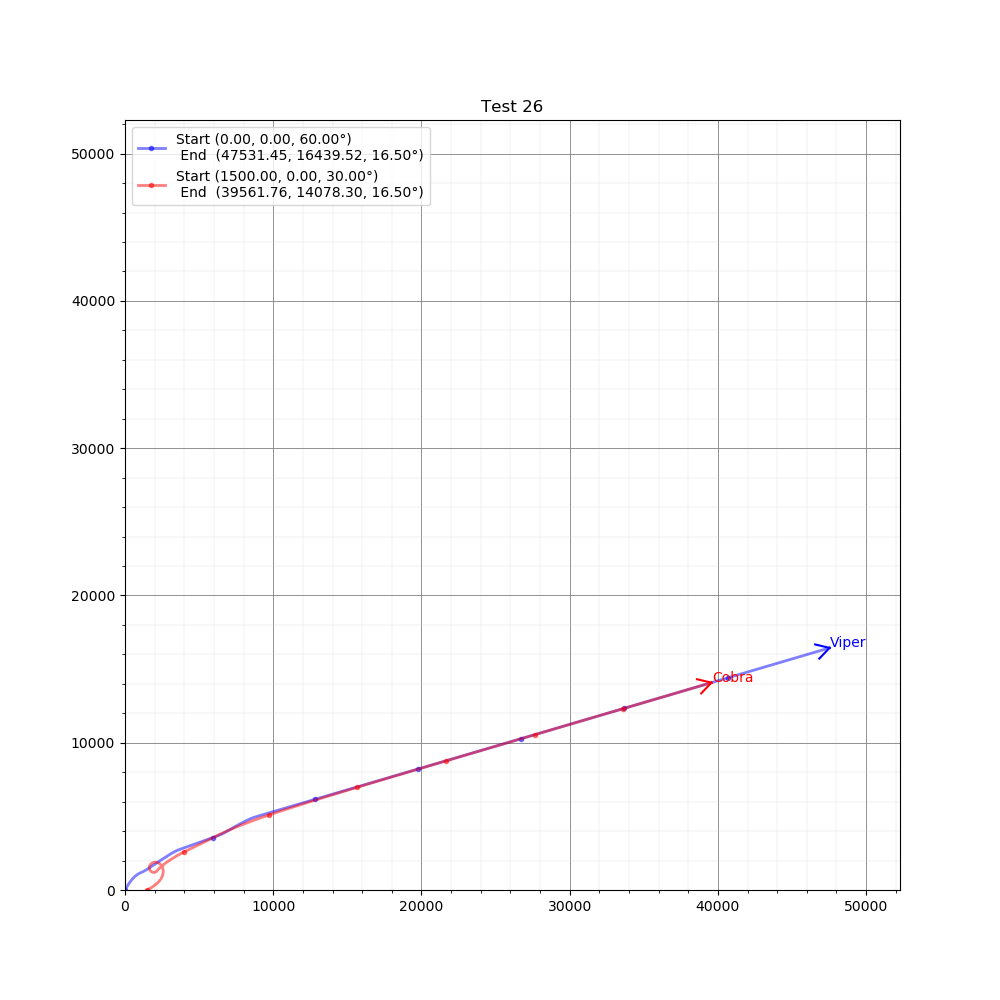 Test 26
Start (0.00, 0.00, 60.00°)
End (47531.45, 16439.52, 16.50°)
Start (1500.00, 0.00, 30.00°)
End (39561.76, 14078.30, 16.50°)
50000
40000
30000
20000
10000
0
Viper
Cobra
0
10000
20000
30000
40000
50000